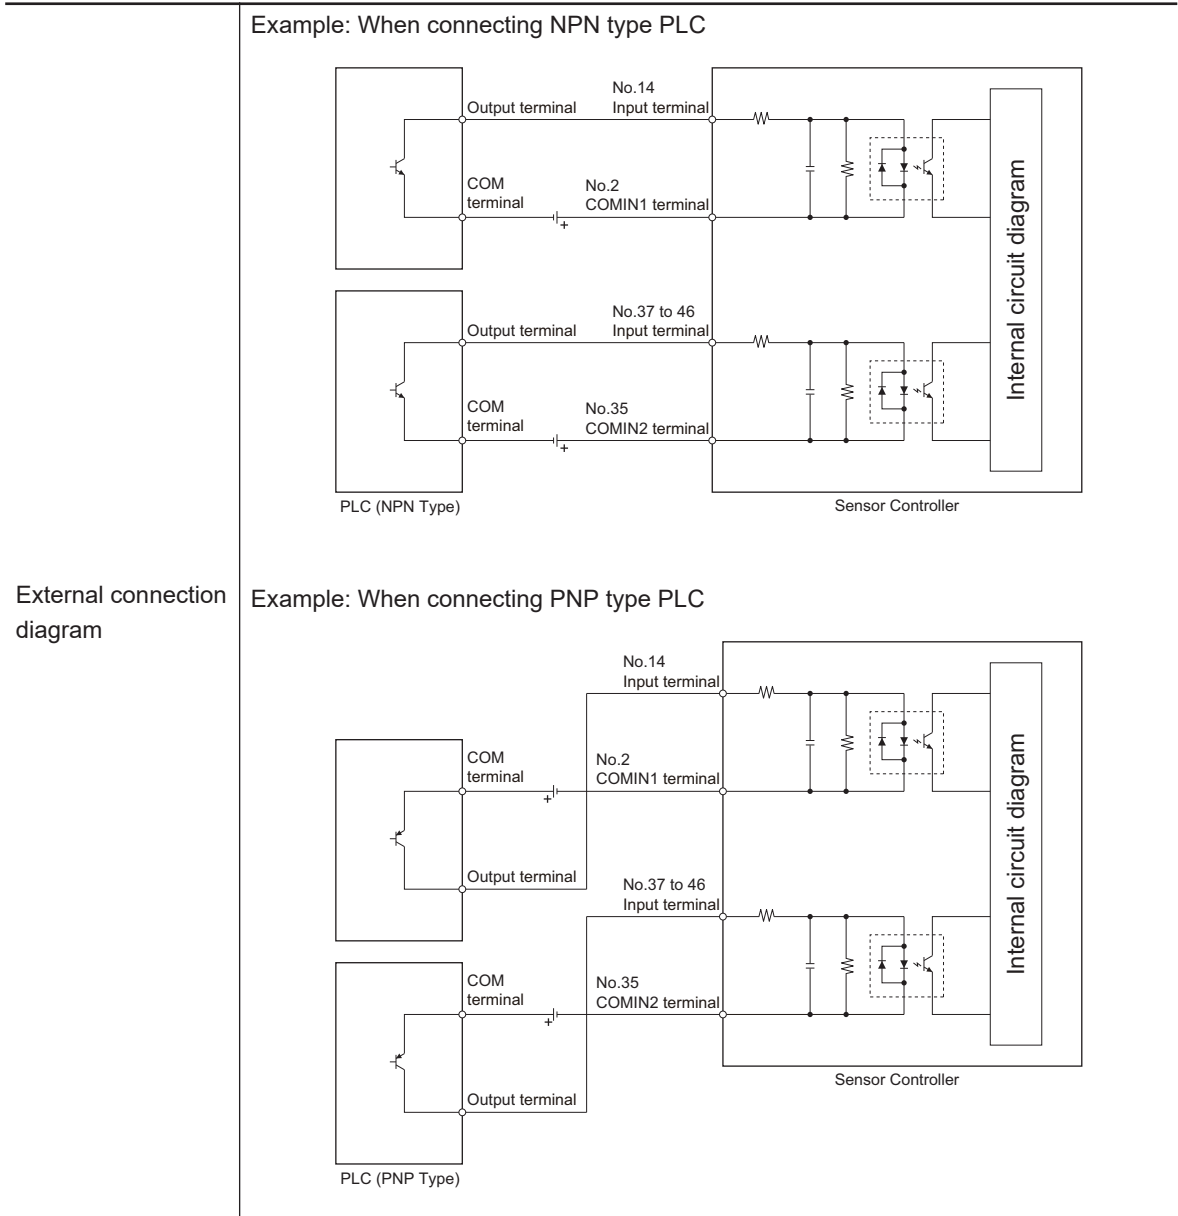 Example: When connecting NPN type PLC
No.14
Output terminal
Input terminal
COM
terminal
No.2
COMIN1 terminal
+
No.37 to 46
Output terminal
Input terminal
COM
terminal
No.35
COMIN2 terminal
+
Internal circuit diagram
PLC (NPN Type)
Sensor Controller
External connection
diagram
Example: When connecting PNP type PLC
No.14
Input terminal
COM
terminal
No.2
COMIN1 terminal
+
Output terminal
No.37 to 46
Input terminal
COM
terminal
No.35
COMIN2 terminal
+
Output terminal
Internal circuit diagram
Sensor Controller
PLC (PNP Type)